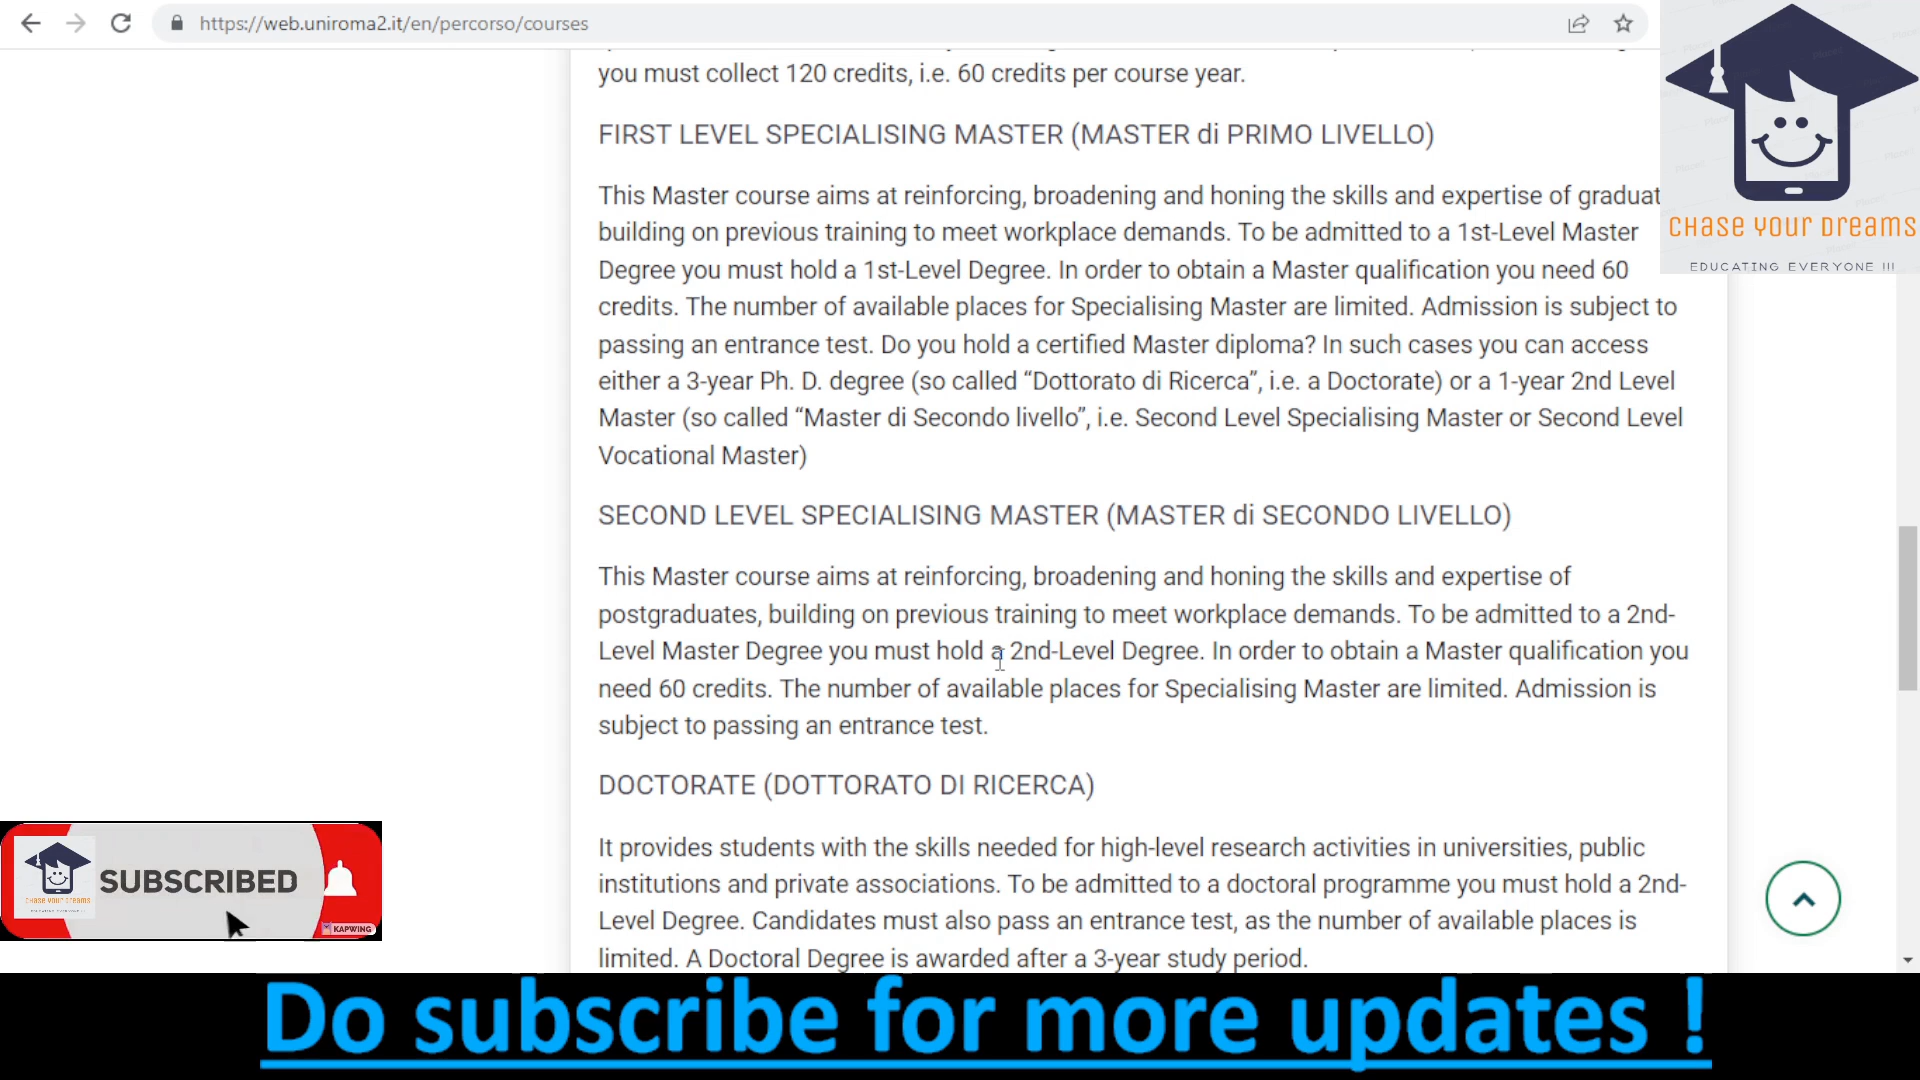 https://web.uniroma2.it/en/percorso/courses
you must collect 120 credits, i.e. 60 credits per course year.
FIRST LEVEL SPECIALISING MASTER (MASTER di PRIMO LIVELLO)
This Master course aims at reinforcing, broadening and honing the skills and expertise of graduat
building on previous training to meet workplace demands. To be admitted to a 1st-Level Master
Degree you must hold a 1st-Level Degree. In order to obtain a Master qualification you need 60
credits. The number of available places for Specialising Master are limited. Admission is subject to
passing an entrance test. Do you hold a certified Master diploma? In such cases you can access
either a 3-year Ph. D. degree (so called “Dottorato di Ricerca”, i.e. a Doctorate) or a 1-year 2nd Level
Master (so called “Master di Secondo livello”, i.e. Second Level Specialising Master or Second Level
Vocational Master)
SECOND LEVEL SPECIALISING MASTER (MASTER di SECONDO LIVELLO)
This Master course aims at reinforcing, broadening and honing the skills and expertise of
postgraduates, building on previous training to meet workplace demands. To be admitted to a 2nd-
Level Master Degree you must hold a 2nd-Level Degree. In order to obtain a Master qualification you
need 60 credits. The number of available places for Specialising Master are limited. Admission is
subject to passing an entrance test.
DOCTORATE (DOTTORATO DI RICERCA)
It provides students with the skills needed for high-level research activities in universities, public
institutions and private associations. To be admitted to a doctoral programme you must hold a 2nd-
Level Degree. Candidates must also pass an entrance test, as the number of available places is
limited. A Doctoral Degree is awarded after a 3-year study period.
CHASE YOUR DREAMS
EDUCATING EVERYONE !!!
CHASE YOUR DREAMS
SUBSCRIBED
KAPWING
Do subscribe for more updates !